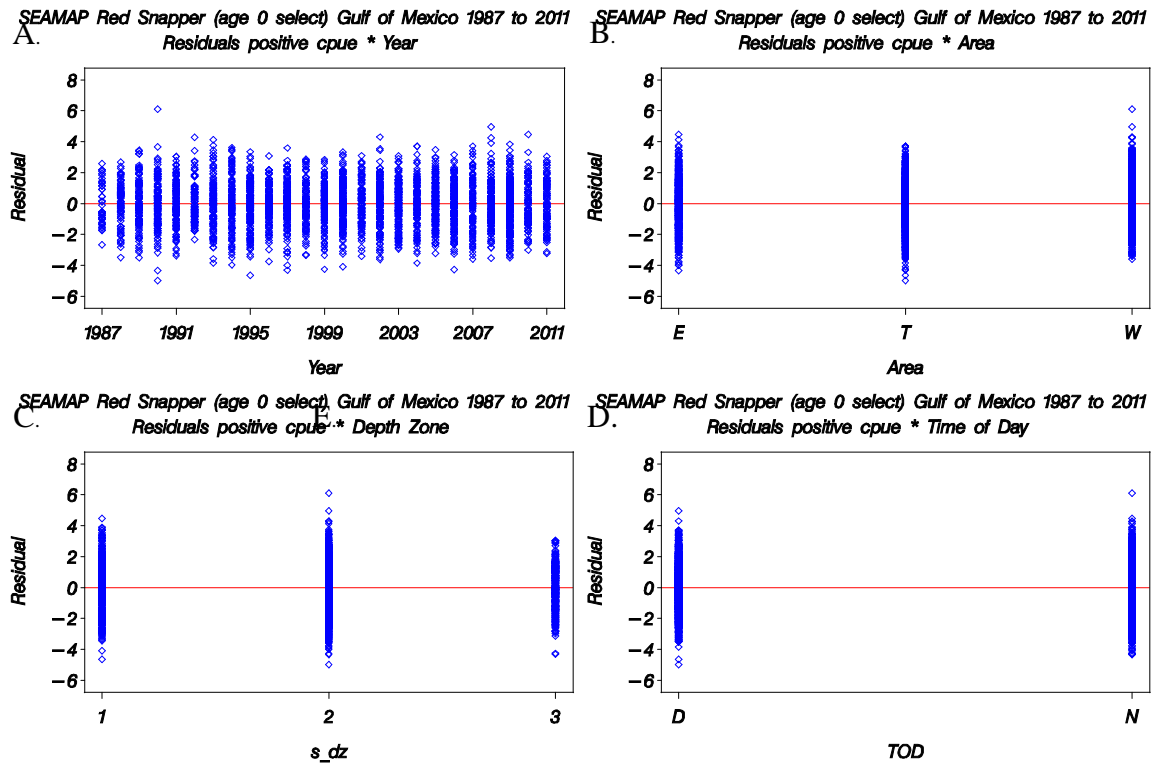 A.
SEAMAP Red Snapper (age 0 select) Gulf of Mexico 1987 to 2011
Residuals positive cpue * Year
8
6
4
2
0
−2
−4
−6
Residual
1987 1991 1995 1999 2003 2007 2011
Year
B.
SEAMAP Red Snapper (age 0 select) Gulf of Mexico 1987 to 2011
Residuals positive cpue * Area
8
6
4
2
0
−2
−4
−6
Residual
E T W
Area
C.
E.
SEAMAP Red Snapper (age 0 select) Gulf of Mexico 1987 to 2011
Residuals positive cpue * Depth Zone
8
6
4
2
0
−2
−4
−6
Residual
1 2 3
s_dz
D.
SEAMAP Red Snapper (age 0 select) Gulf of Mexico 1987 to 2011
Residuals positive cpue * Time of Day
8
6
4
2
0
−2
−4
−6
Residual
D N
TOD